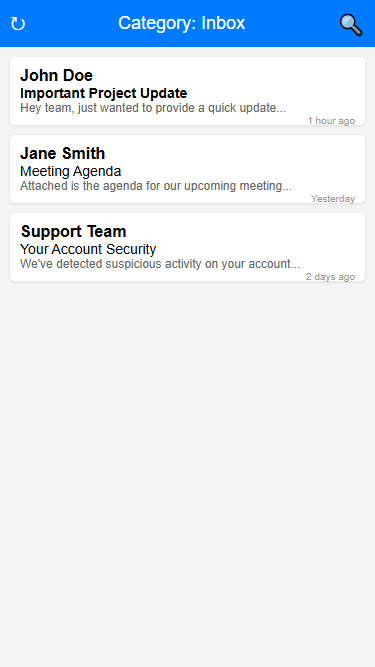 Category: Inbox
John Doe
Important Project Update
Hey team, just wanted to provide a quick update...
1 hour ago
Jane Smith
Meeting Agenda
Attached is the agenda for our upcoming meeting...
Yesterday
Support Team
Your Account Security
We've detected suspicious activity on your account...
2 days ago